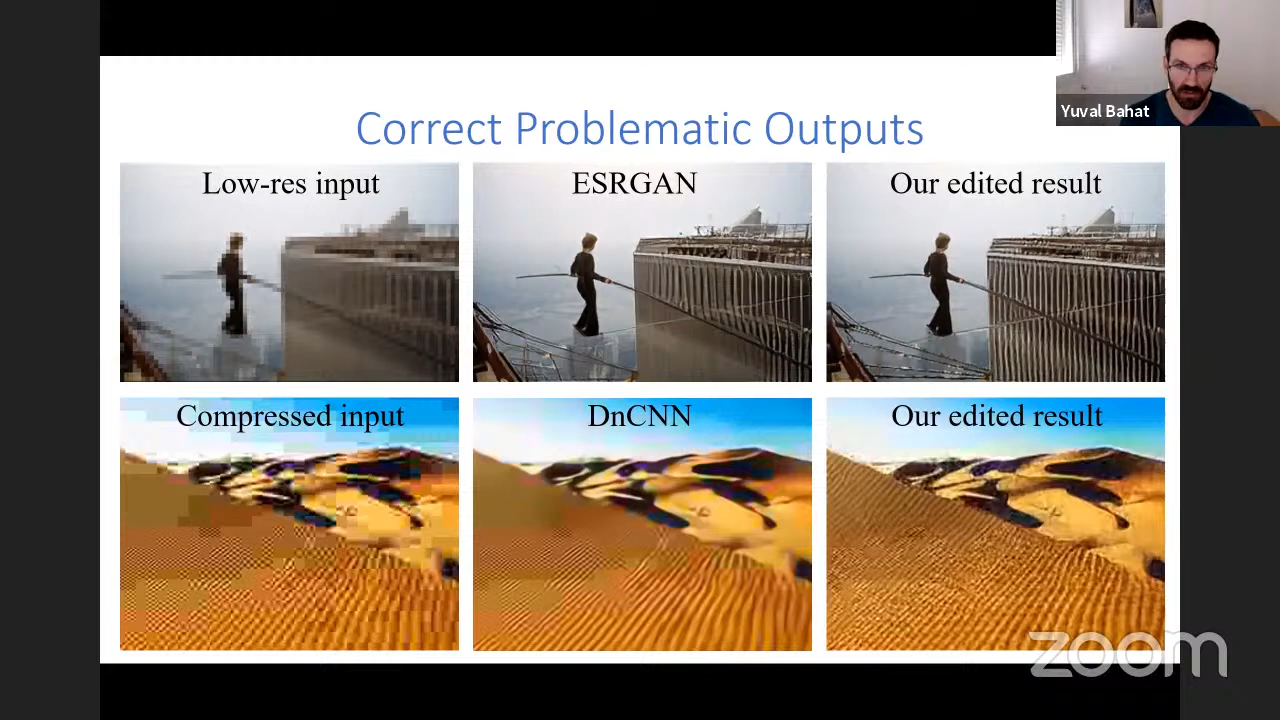 Yuval Bahat
Correct Problematic Outputs
Low-res input
ESRGAN
Our edited result
Compressed input
DnCNN
Our edited result
zoom